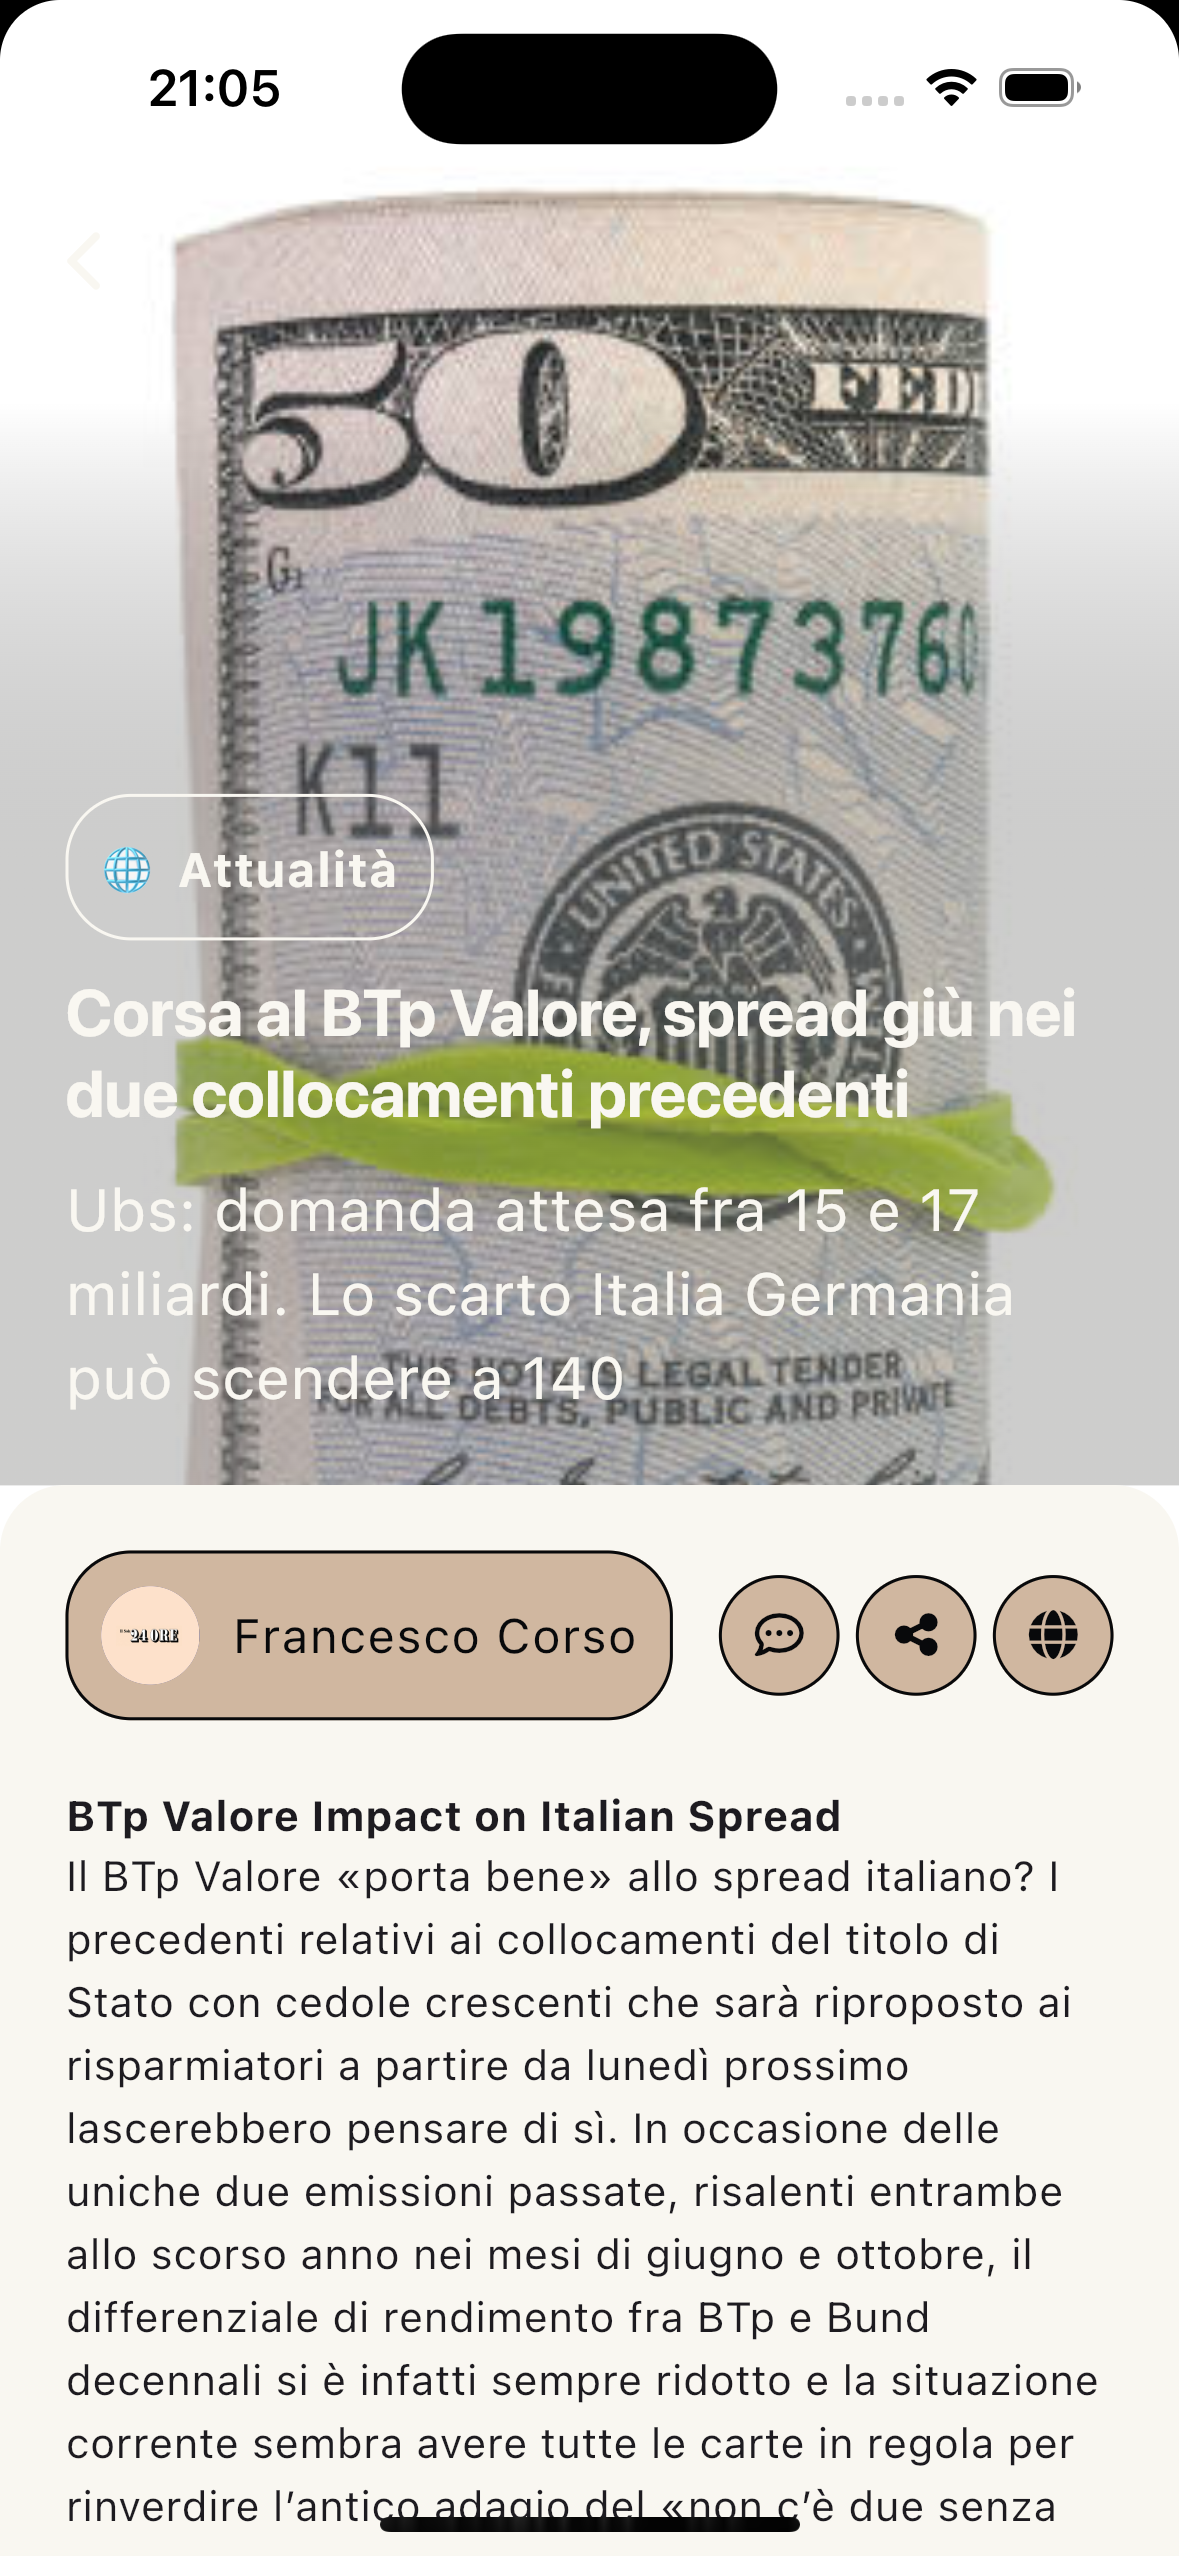 21:05
50
FEDE
G1
JK19873760
K11
UNITED STATES
🌐 Attualità
Corsa al BTp Valore, spread giù nei
due collocamenti precedenti
Ubs: domanda attesa fra 15 e 17
miliardi. Lo scarto Italia Germania
può scendere a 140
THIS NOTE IS LEGAL TENDER
FOR ALL DEBTS, PUBLIC AND PRIVATE
24 ORE
Francesco Corso
BTp Valore Impact on Italian Spread
Il BTp Valore «porta bene» allo spread italiano? I
precedenti relativi ai collocamenti del titolo di
Stato con cedole crescenti che sarà riproposto ai
risparmiatori a partire da lunedì prossimo
lascerebbero pensare di sì. In occasione delle
uniche due emissioni passate, risalenti entrambe
allo scorso anno nei mesi di giugno e ottobre, il
differenziale di rendimento fra BTp e Bund
decennali si è infatti sempre ridotto e la situazione
corrente sembra avere tutte le carte in regola per
rinverdire l’antico adagio del «non c’è due senza